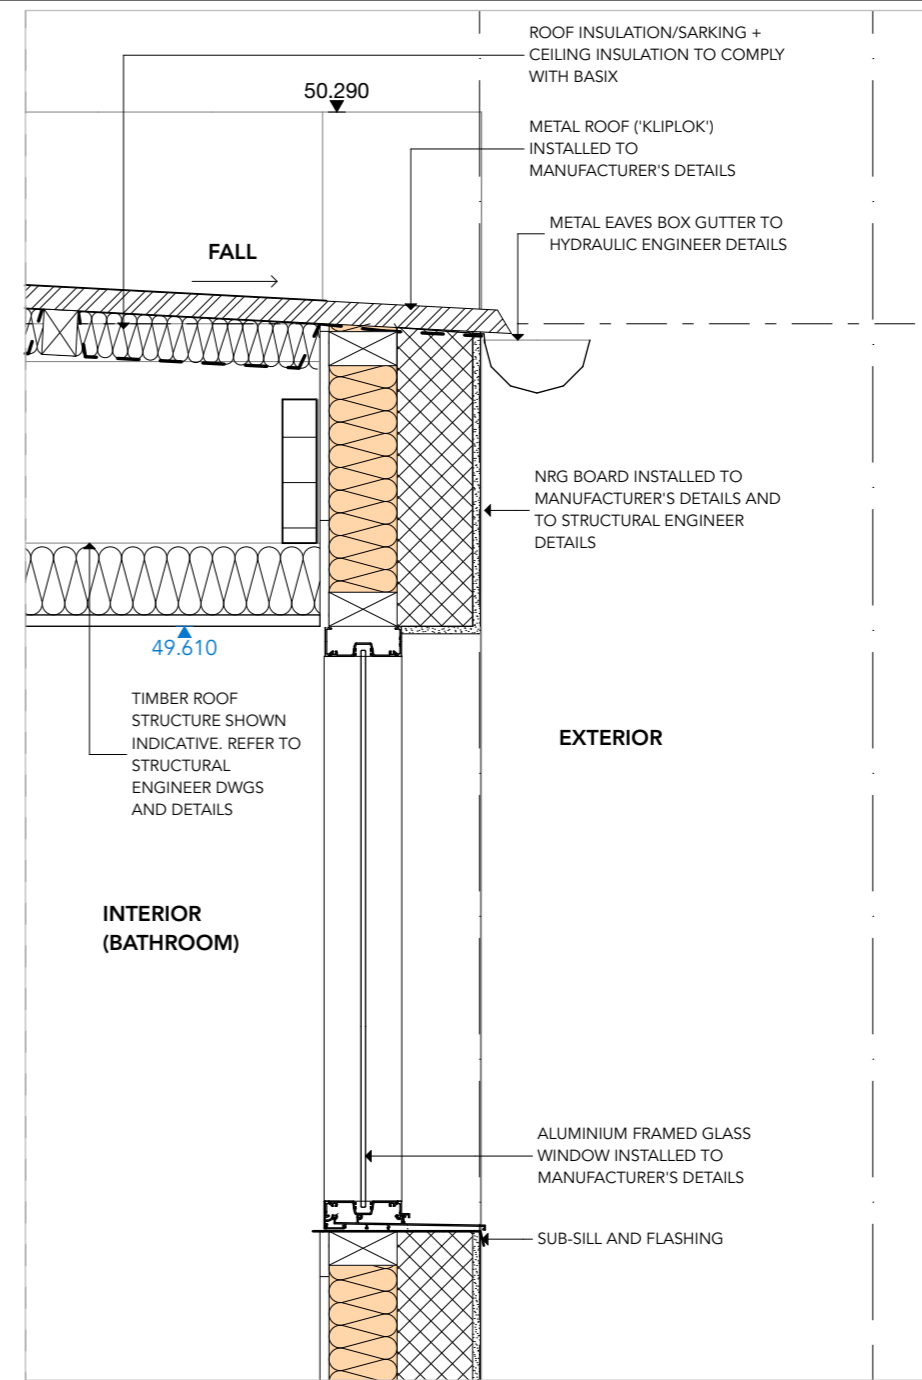 ROOF INSULATION/SARKING +
CEILING INSULATION TO COMPLY
WITH BASIX
50.290
METAL ROOF ('KLIPLOK')
INSTALLED TO
MANUFACTURER'S DETAILS
METAL EAVES BOX GUTTER TO
HYDRAULIC ENGINEER DETAILS
FALL
NRG BOARD INSTALLED TO
MANUFACTURER'S DETAILS AND
TO STRUCTURAL ENGINEER
DETAILS
49.610
TIMBER ROOF
STRUCTURE SHOWN
INDICATIVE. REFER TO
STRUCTURAL
ENGINEER DWGS
AND DETAILS
EXTERIOR
INTERIOR
(BATHROOM)
ALUMINIUM FRAMED GLASS
WINDOW INSTALLED TO
MANUFACTURER'S DETAILS
SUB-SILL AND FLASHING